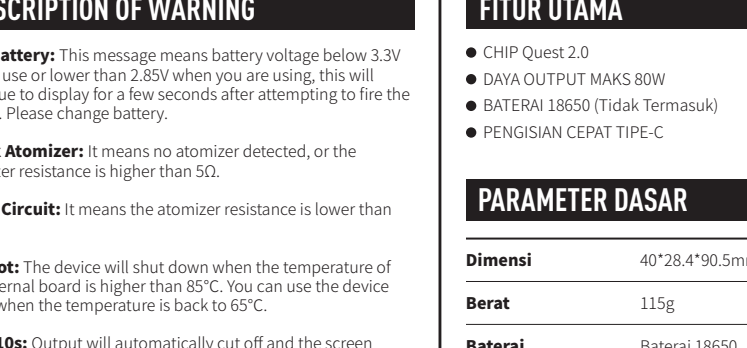 SCRIPTION OF WARNING
attery: This message means battery voltage below 3.3V
use or lower than 2.85V when you are using, this will
ue to display for a few seconds after attempting to fire the
. Please change battery.
Atomizer: It means no atomizer detected, or the
er resistance is higher than 5Ω.
Circuit: It means the atomizer resistance is lower than
ot: The device will shut down when the temperature of
ernal board is higher than 85°C. You can use the device
when the temperature is back to 65°C.
10s: Output will automatically cut off and the screen
FITUR UTAMA
● CHIP Quest 2.0
● DAYA OUTPUT MAKS 80W
● BATERAI 18650 (Tidak Termasuk)
● PENGISIAN CEPAT TIPE-C
PARAMETER DASAR
Dimensi 40*28.4*90.5m
Berat 115g
Baterai Baterai 18650